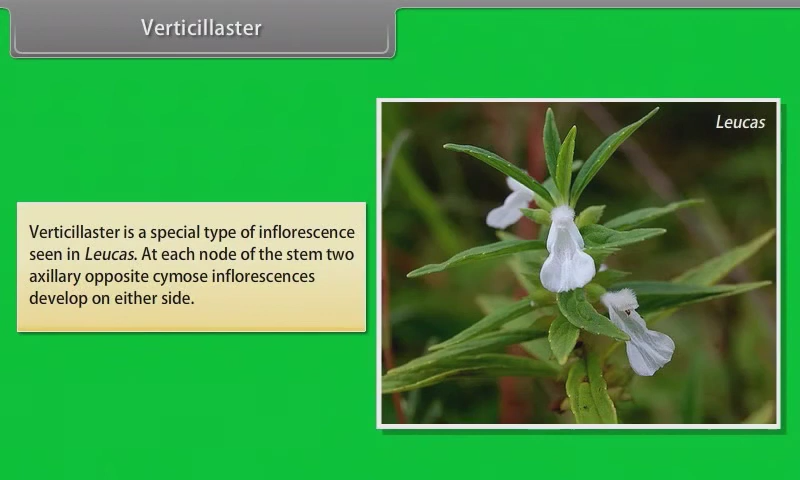 Verticillaster
Leucas
Verticillaster is a special type of inflorescence
seen in Leucas. At each node of the stem two
axillary opposite cymose inflorescences
develop on either side.